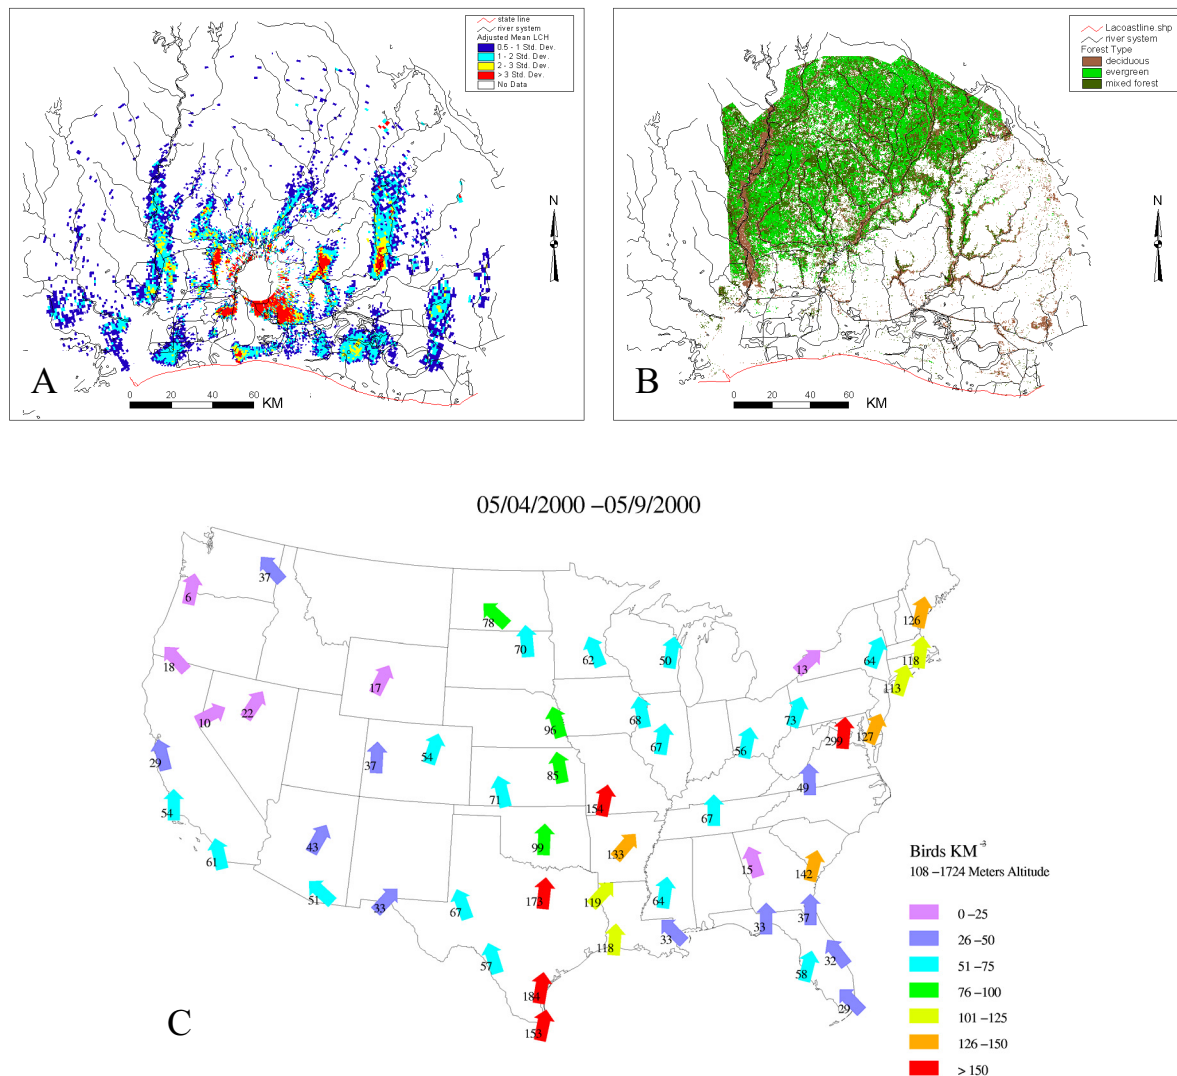 state line
river system
Adjusted Mean LCH
0.5 - 1 Std. Dev.
1 - 2 Std. Dev.
2 - 3 Std. Dev.
> 3 Std. Dev.
No Data
N
A
0 20 40 60
KM
Lacoastline.shp
river system
Forest Type
deciduous
evergreen
mixed forest
N
B
0 20 40 60
KM
05/04/2000 –05/9/2000
37
6
18
10
22
17
29
54
61
37
54
43
51
33
78
70
62
50
96
85
71
68
67
56
73
13
64
126
118
113
127
299
49
67
154
133
99
173
119
118
67
57
184
153
64
33
15
142
33
37
58
32
29
Birds KM⁻³
108 –1724 Meters Altitude
0 –25
26 –50
51 –75
76 –100
101 –125
126 –150
> 150
C